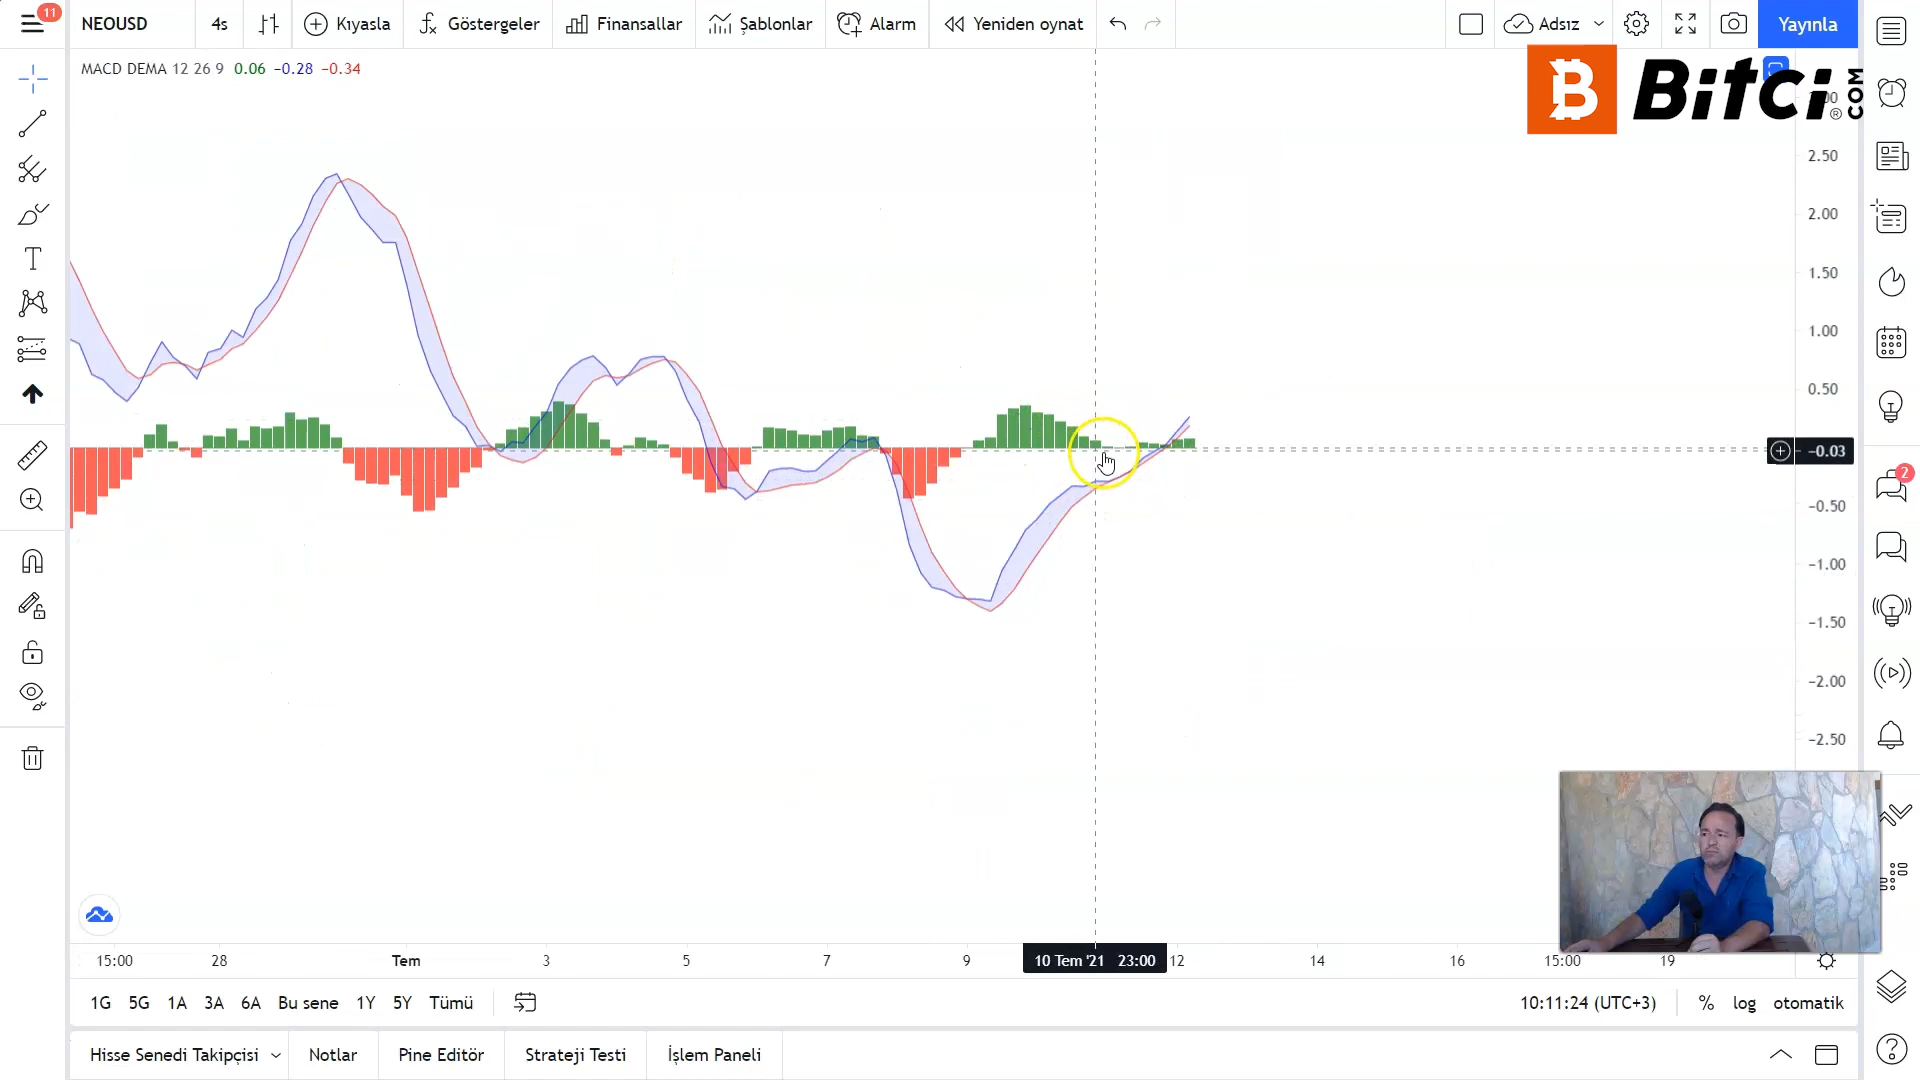 11
NEOUSD
4s
Kıyasla
Göstergeler
Finansallar
Şablonlar
Alarm
Yeniden oynat
Adsız
Yayınla
MACD DEMA 12 26 9 0.06 −0.28 −0.34
Bitci®
COM
2.50
2.00
1.50
1.00
0.50
−0.03
−0.50
−1.00
−1.50
−2.00
−2.50
2
15:00
28
Tem
3
5
7
9
10 Tem '21 23:00
12
14
16
15:00
19
1G
5G
1A
3A
6A
Bu sene
1Y
5Y
Tümü
10:11:24 (UTC+3)
%
log
otomatik
Hisse Senedi Takipçisi
Notlar
Pine Editör
Strateji Testi
İşlem Paneli